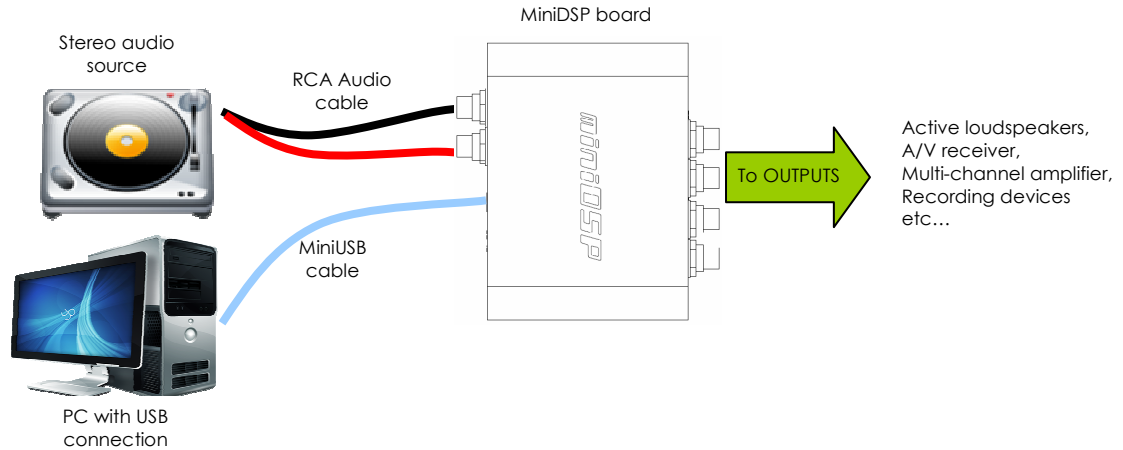 MiniDSP board
Stereo audio
source
RCA Audio
cable
miniDSP
To OUTPUTS
Active loudspeakers,
A/V receiver,
Multi-channel amplifier,
Recording devices
etc…
MiniUSB
cable
PC with USB
connection